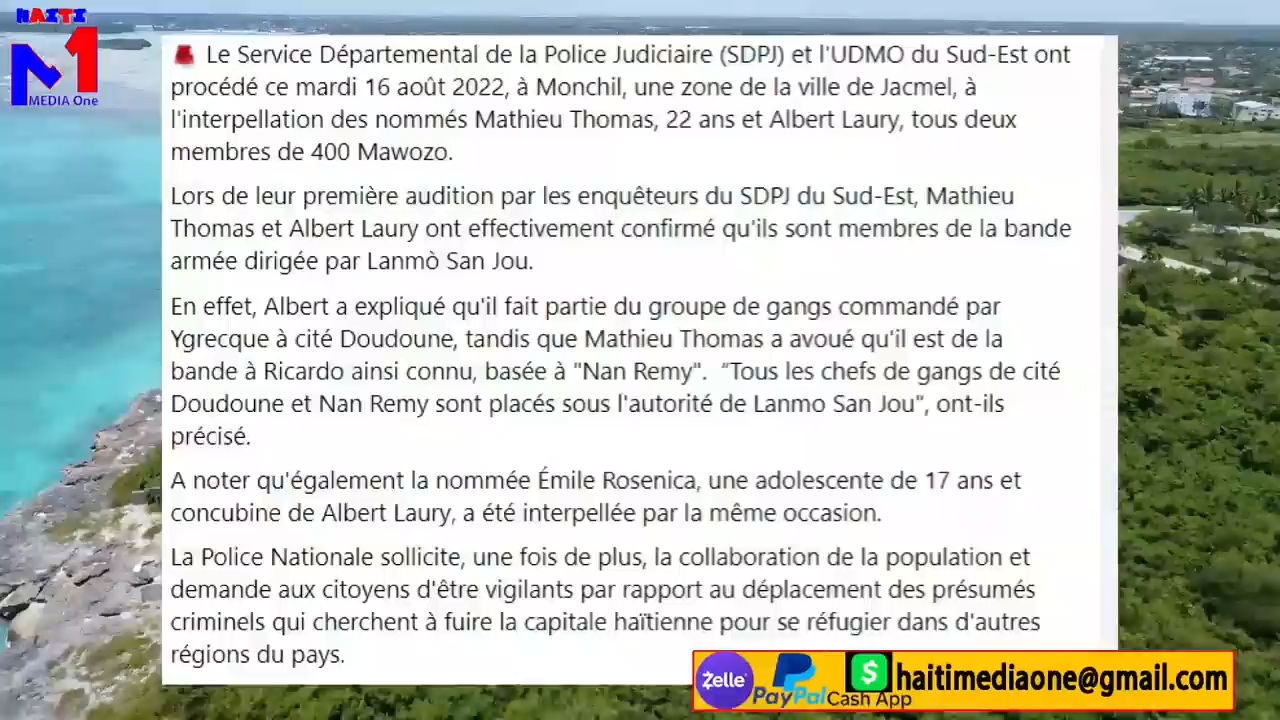 HAITI
M1
MEDIA One
Le Service Départemental de la Police Judiciaire (SDPJ) et l'UDMO du Sud-Est ont
procédé ce mardi 16 août 2022, à Monchil, une zone de la ville de Jacmel, à
l'interpellation des nommés Mathieu Thomas, 22 ans et Albert Laury, tous deux
membres de 400 Mawozo.
Lors de leur première audition par les enquêteurs du SDPJ du Sud-Est, Mathieu
Thomas et Albert Laury ont effectivement confirmé qu'ils sont membres de la bande
armée dirigée par Lanmò San Jou.
En effet, Albert a expliqué qu'il fait partie du groupe de gangs commandé par
Ygrecque à cité Doudoune, tandis que Mathieu Thomas a avoué qu'il est de la
bande à Ricardo ainsi connu, basée à "Nan Remy". "Tous les chefs de gangs de cité
Doudoune et Nan Remy sont placés sous l'autorité de Lanmo San Jou", ont-ils
précisé.
A noter qu'également la nommée Émile Rosenica, une adolescente de 17 ans et
concubine de Albert Laury, a été interpellée par la même occasion.
La Police Nationale sollicite, une fois de plus, la collaboration de la population et
demande aux citoyens d'être vigilants par rapport au déplacement des présumés
criminels qui cherchent à fuire la capitale haïtienne pour se réfugier dans d'autres
régions du pays.
Zelle PayPal $ Cash App haitimediaone@gmail.com